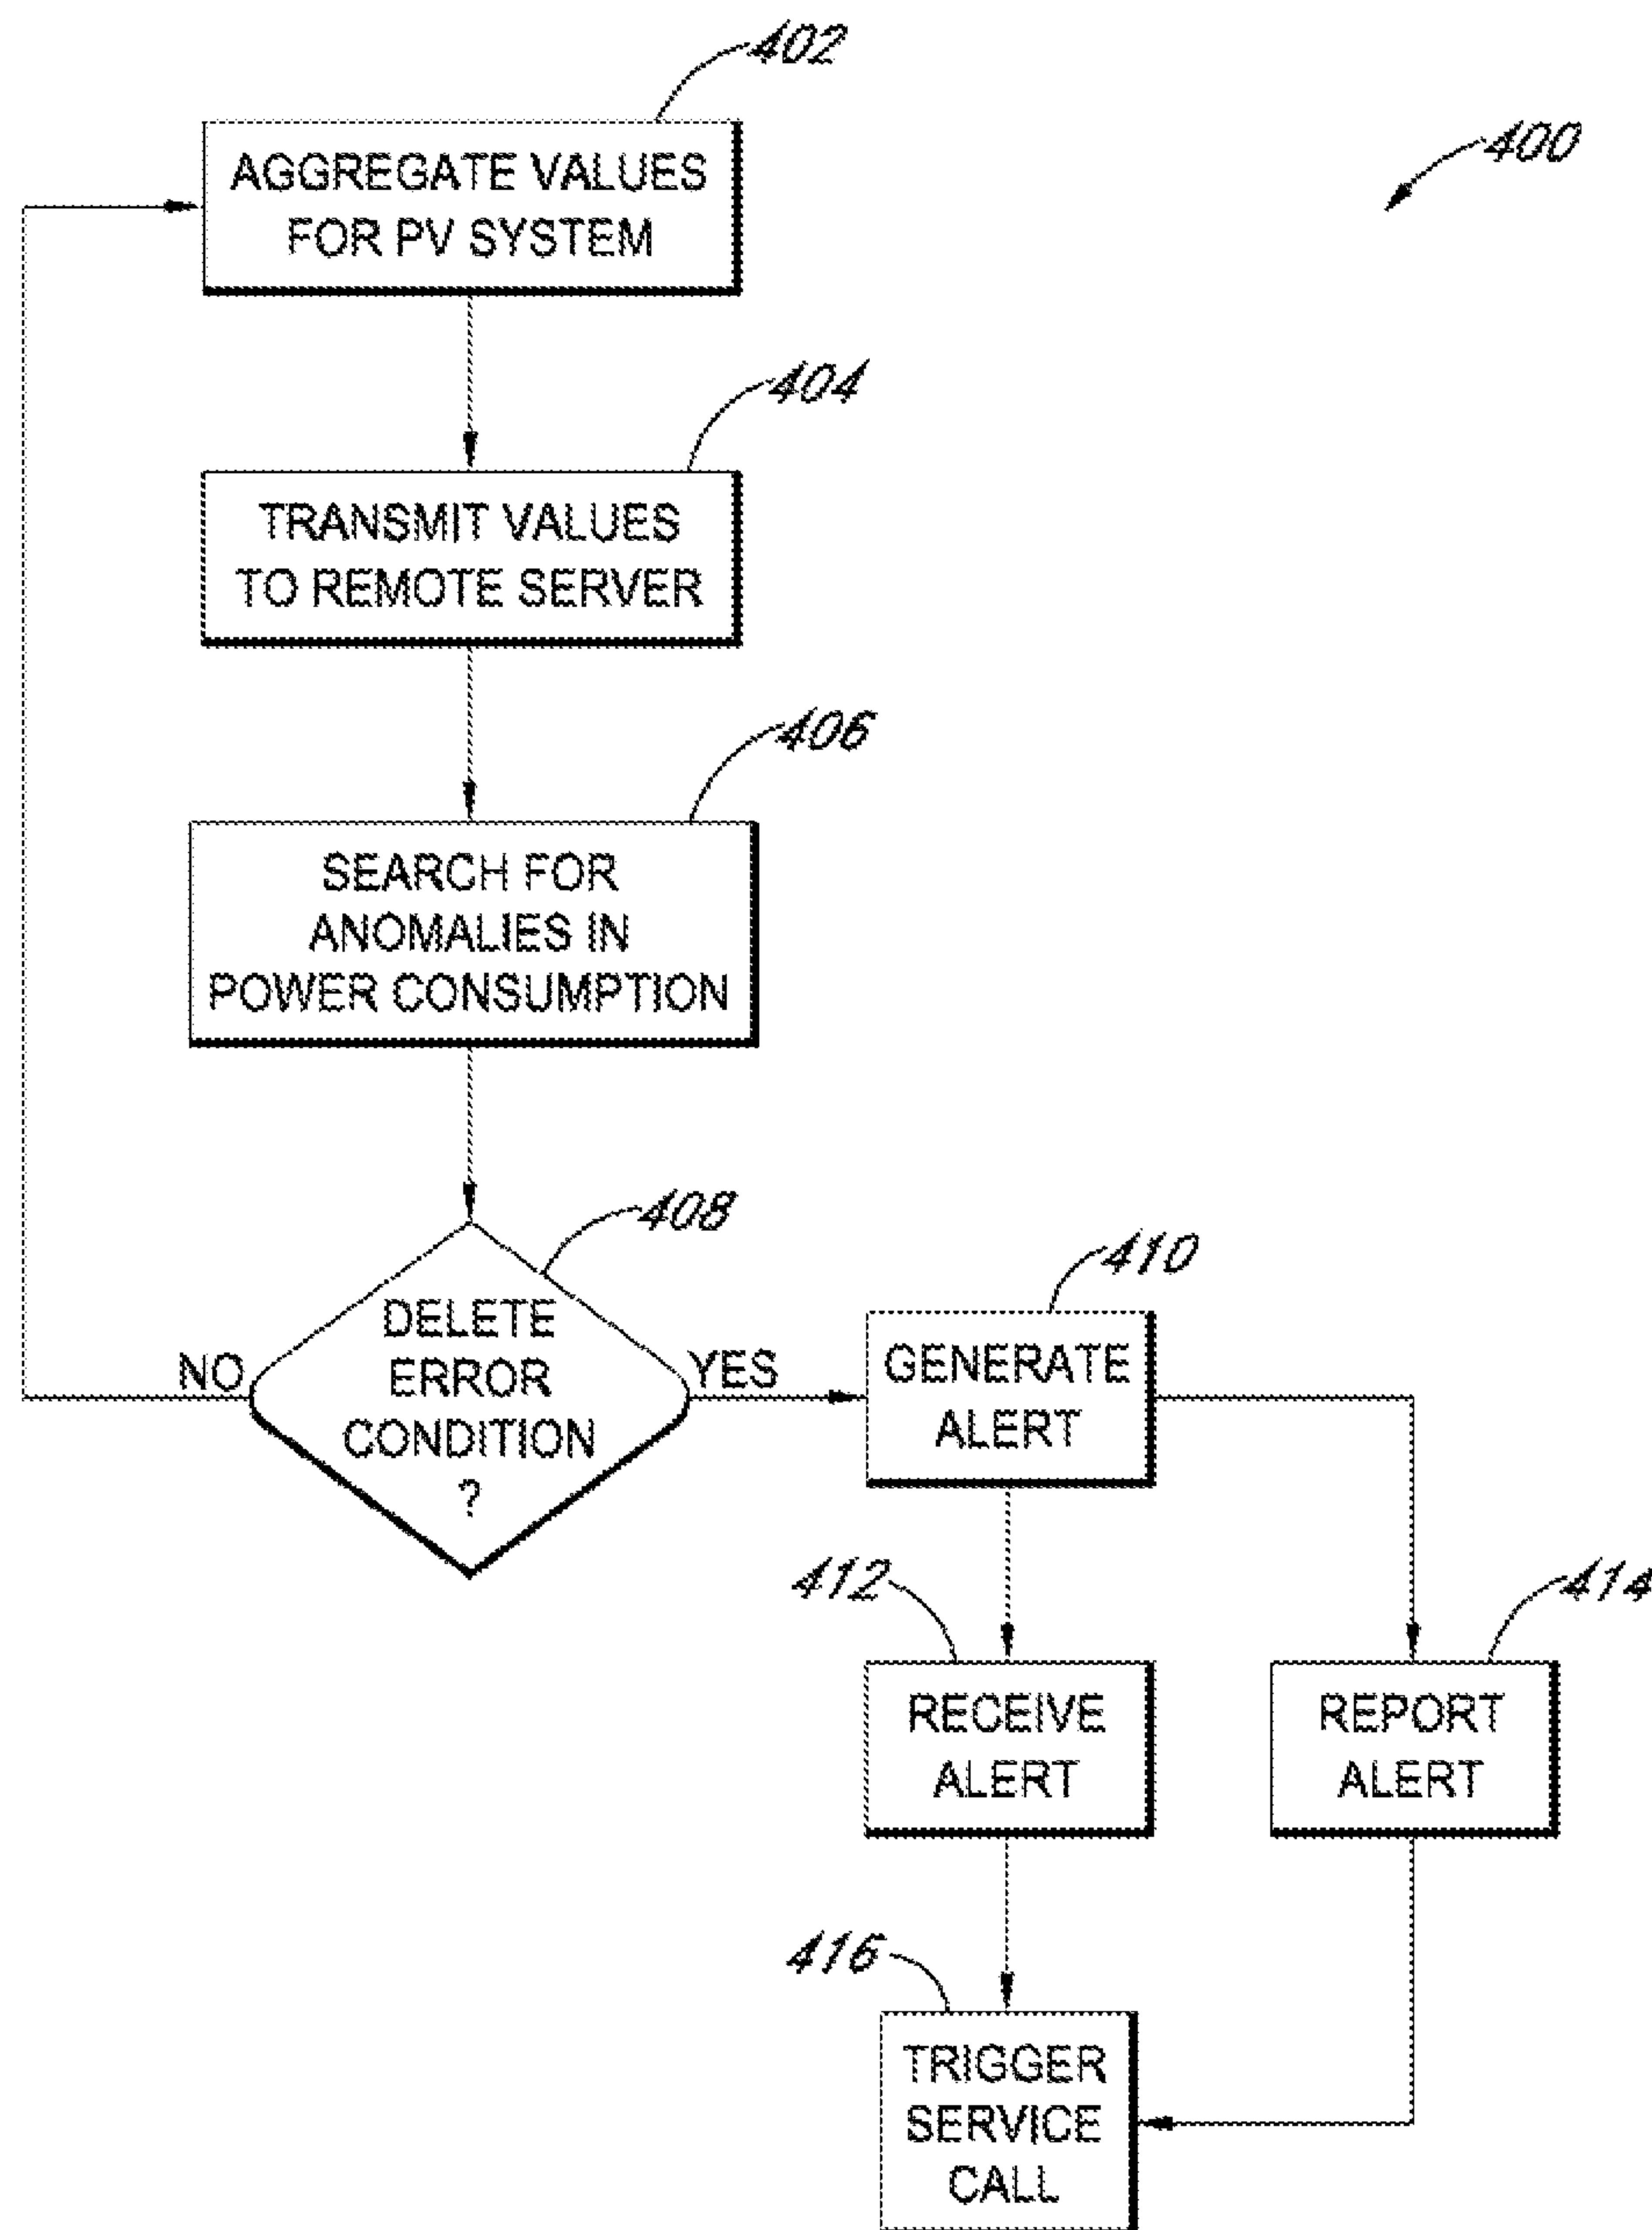 402
400
AGGREGATE VALUES
FOR PV SYSTEM
404
TRANSMIT VALUES
TO REMOTE SERVER
406
SEARCH FOR
ANOMALIES IN
POWER CONSUMPTION
408
DELETE
ERROR
CONDITION
?
NO
YES
410
GENERATE
ALERT
412
RECEIVE
ALERT
414
REPORT
ALERT
416
TRIGGER
SERVICE
CALL